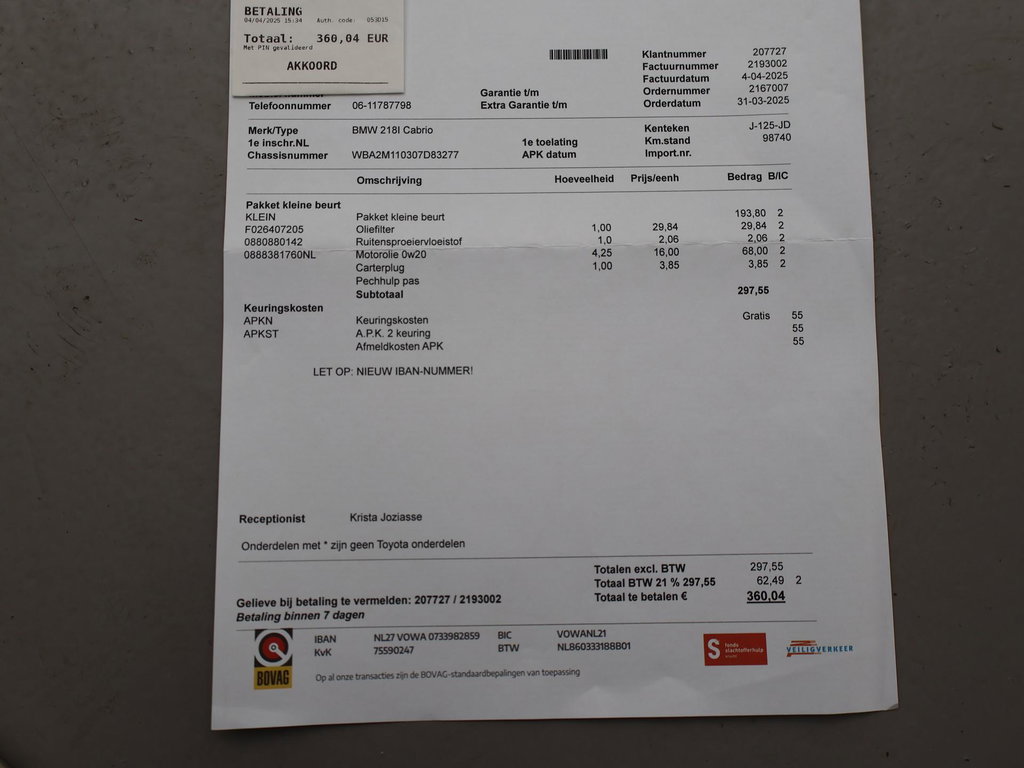 BETALING
04/04/2025 15:34 Auth. code: 053D15
Totaal: 360,04 EUR
Met PIN gevalideerd
AKKOORD
Klantnummer 207727
Factuurnummer 2193002
Factuurdatum 4-04-2025
Garantie t/m Ordernummer 2167007
Telefoonnummer 06-11787798 Extra Garantie t/m Orderdatum 31-03-2025
Merk/Type BMW 218I Cabrio Kenteken J-125-JD
1e inschr.NL 1e toelating Km.stand 98740
Chassisnummer WBA2M110307D83277 APK datum Import.nr.
Omschrijving Hoeveelheid Prijs/eenh Bedrag B/IC
Pakket kleine beurt
KLEIN Pakket kleine beurt 193,80 2
F026407205 Oliefilter 1,00 29,84 29,84 2
0880880142 Ruitensproeiervloeistof 1,0 2,06 2,06 2
0888381760NL Motorolie 0w20 4,25 16,00 68,00 2
Carterplug 1,00 3,85 3,85 2
Pechhulp pas
Subtotaal 297,55
Keuringskosten
APKN Keuringskosten Gratis 55
APKST A.P.K. 2 keuring 55
Afmeldkosten APK 55
LET OP: NIEUW IBAN-NUMMER!
Receptionist Krista Joziasse
Onderdelen met * zijn geen Toyota onderdelen
Totalen excl. BTW 297,55
Totaal BTW 21 % 297,55 62,49 2
Totaal te betalen € 360,04
Gelieve bij betaling te vermelden: 207727 / 2193002
Betaling binnen 7 dagen
IBAN NL27 VOWA 0733982859 BIC VOWANL21
KvK 75590247 BTW NL860333188B01
BOVAG
Op al onze transacties zijn de BOVAG-standaardbepalingen van toepassing
S fonds slachtofferhulp
VEILIGVERKEER